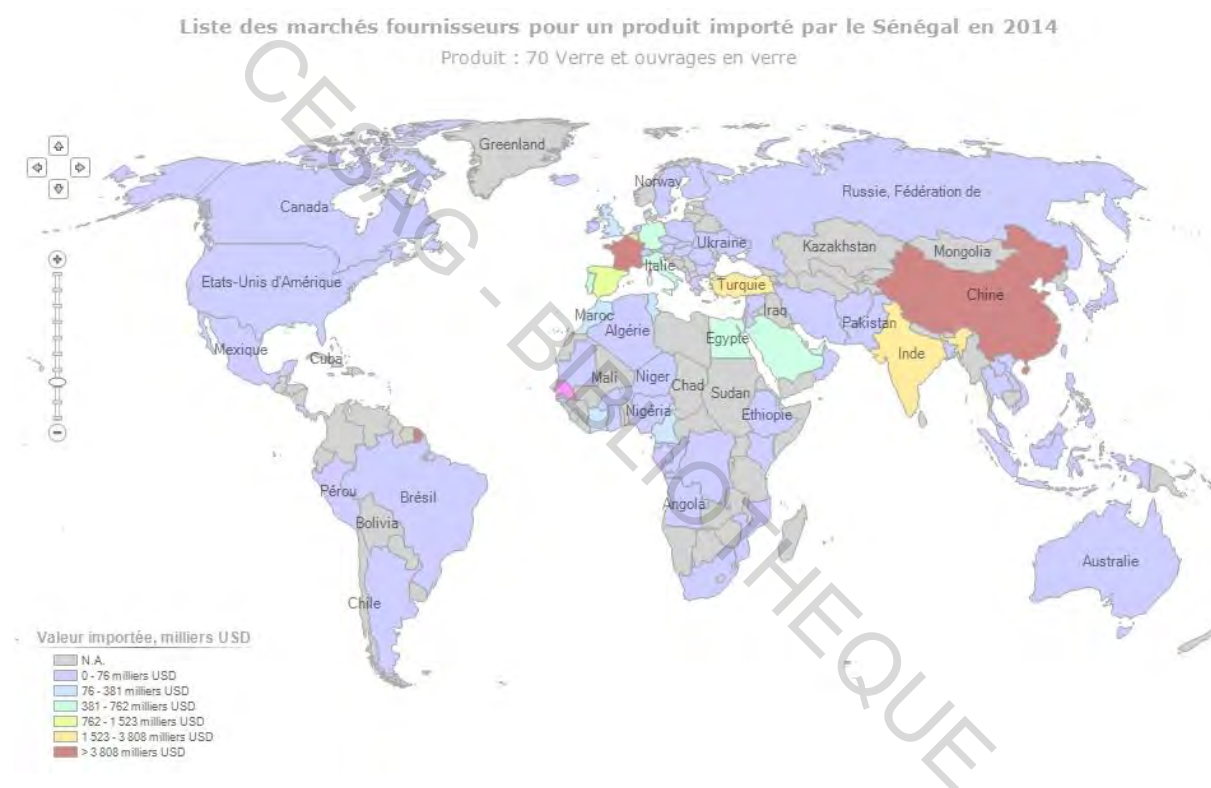 Liste des marchés fournisseurs pour un produit importé par le Sénégal en 2014
Produit : 70 Verre et ouvrages en verre
Greenland
Norway
Russie, Fédération de
Canada
Ukraine
Kazakhstan
Mongolia
Italie
Etats-Unis d'Amérique
Turquie
Chine
Maroc
Iraq
Algérie
Pakistan
Egypte
Mexique
Inde
Cuba
Mali
Niger
Chad
Sudan
Nigéria
Ethiopie
Pérou
Brésil
Angola
Bolivia
Australie
Chile
Valeur importée, milliers USD
N.A.
0 - 76 milliers USD
76 - 381 milliers USD
381 - 762 milliers USD
762 - 1 523 milliers USD
1 523 - 3 808 milliers USD
> 3 808 milliers USD
CESAG - BIBLIOTHEQUE